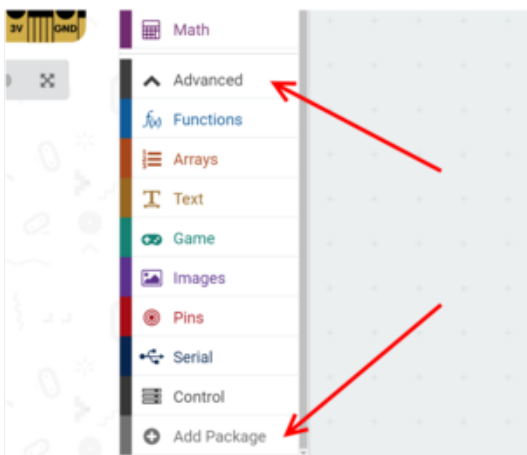 3V GND
Math
Advanced
f(x) Functions
Arrays
T Text
Game
Images
Pins
Serial
Control
Add Package